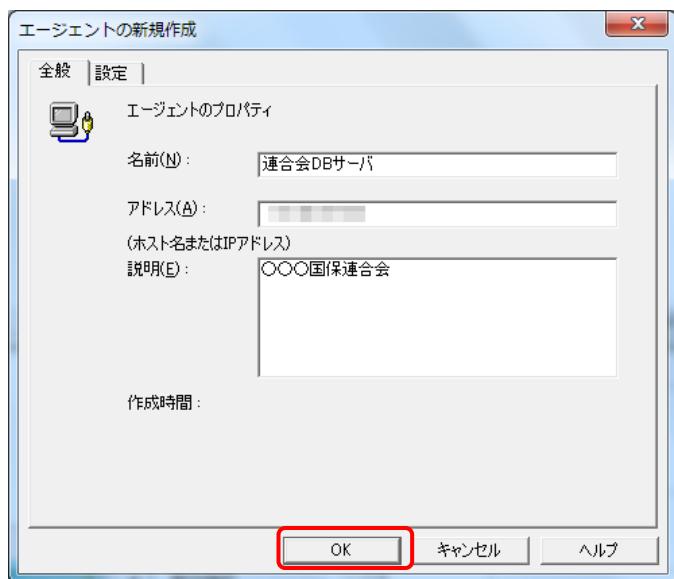 エージェントの新規作成
全般 設定
エージェントのプロパティ
名前(N): 連合会DBサーバ
アドレス(A):
(ホスト名またはIPアドレス)
説明(E): 〇〇〇国保連合会
作成時間:
OK キャンセル ヘルプ